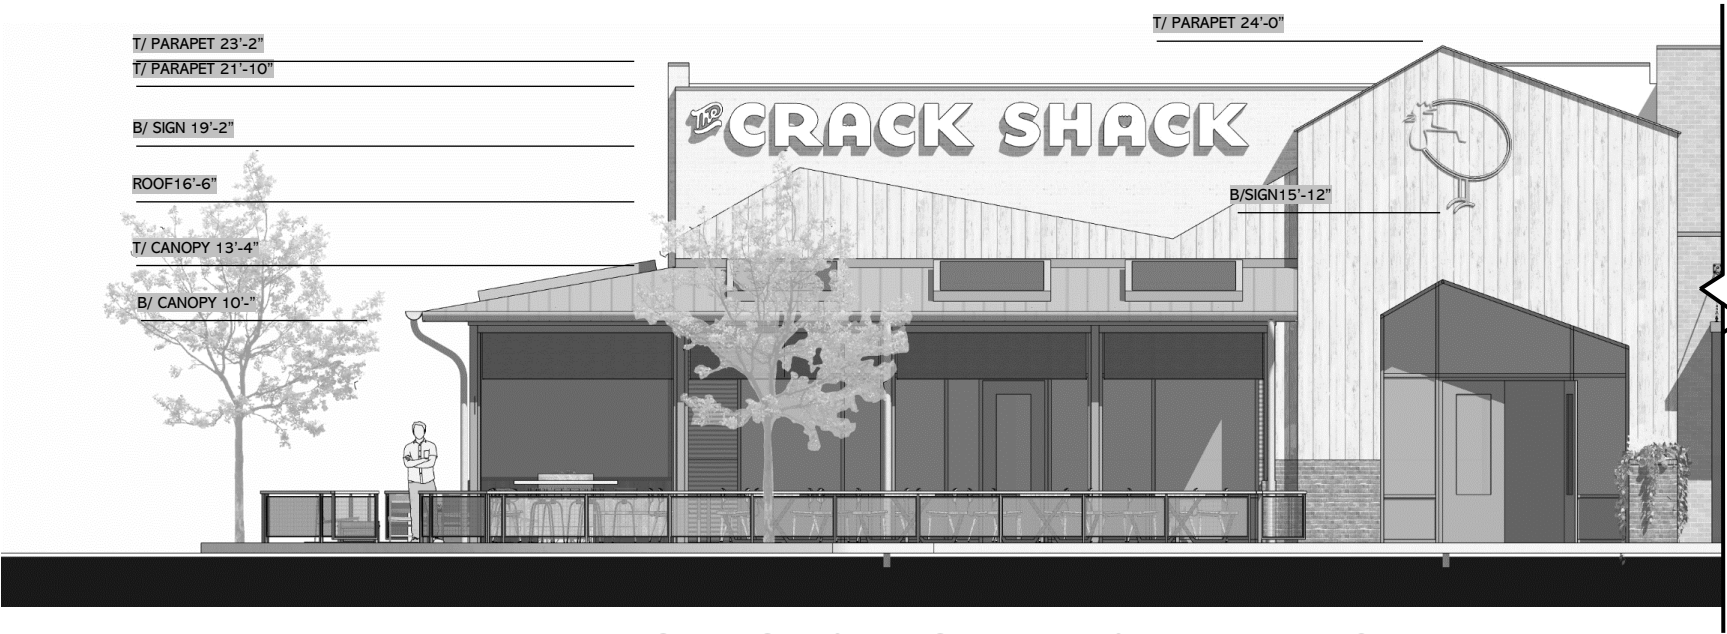 T/ PARAPET 24'-0"
T/ PARAPET 23'-2"
T/ PARAPET 21'-10"
The CRACK SHACK
B/ SIGN 19'-2"
ROOF16'-6"
B/SIGN15'-12"
T/ CANOPY 13'-4"
B/ CANOPY 10'-"